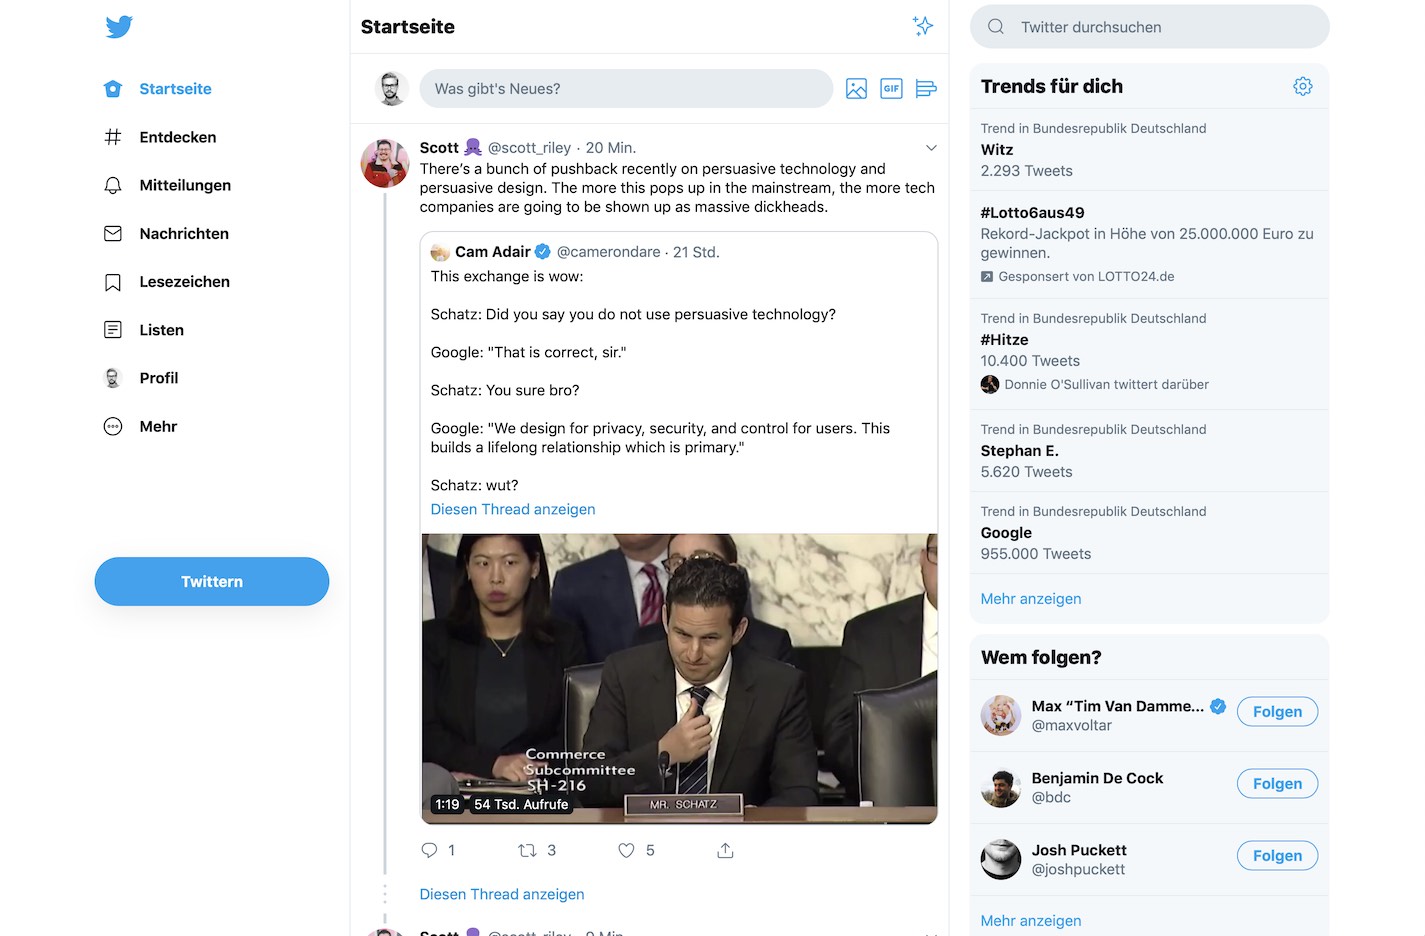 Startseite
Entdecken
Mitteilungen
Nachrichten
Lesezeichen
Listen
Profil
Mehr
Twittern
Startseite
Was gibt's Neues?
GIF
Scott @scott_riley · 20 Min.
There's a bunch of pushback recently on persuasive technology and
persuasive design. The more this pops up in the mainstream, the more tech
companies are going to be shown up as massive dickheads.
Cam Adair @camerondare · 21 Std.
This exchange is wow:
Schatz: Did you say you do not use persuasive technology?
Google: "That is correct, sir."
Schatz: You sure bro?
Google: "We design for privacy, security, and control for users. This
builds a lifelong relationship which is primary."
Schatz: wut?
Diesen Thread anzeigen
Commerce
Subcommittee
SH-216
1:19 54 Tsd. Aufrufe
MR. SCHATZ
1 3 5
Diesen Thread anzeigen
Scott @scott_riley · 9 Min.
Twitter durchsuchen
Trends für dich
Trend in Bundesrepublik Deutschland
Witz
2.293 Tweets
#Lotto6aus49
Rekord-Jackpot in Höhe von 25.000.000 Euro zu
gewinnen.
Gesponsert von LOTTO24.de
Trend in Bundesrepublik Deutschland
#Hitze
10.400 Tweets
Donnie O'Sullivan twittert darüber
Trend in Bundesrepublik Deutschland
Stephan E.
5.620 Tweets
Trend in Bundesrepublik Deutschland
Google
955.000 Tweets
Mehr anzeigen
Wem folgen?
Max “Tim Van Damme...
@maxvoltar
Folgen
Benjamin De Cock
@bdc
Folgen
Josh Puckett
@joshpuckett
Folgen
Mehr anzeigen